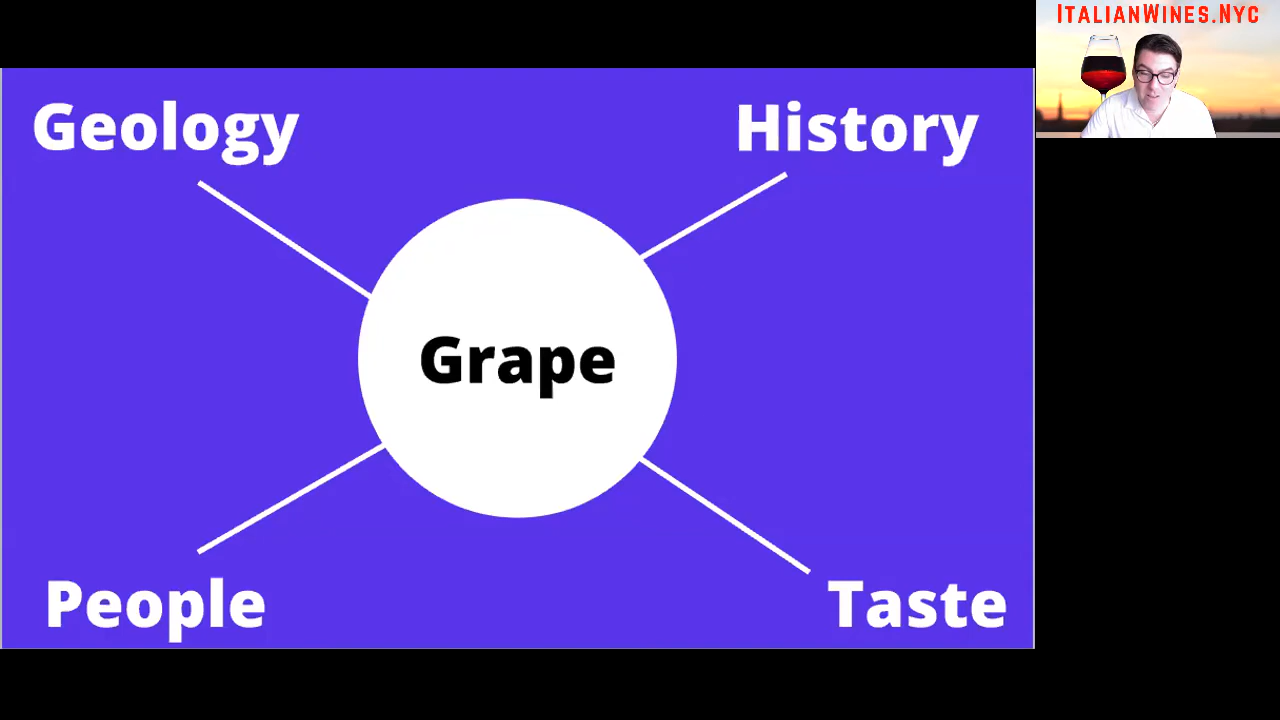 ItalianWines.Nyc
Geology
History
Grape
People
Taste